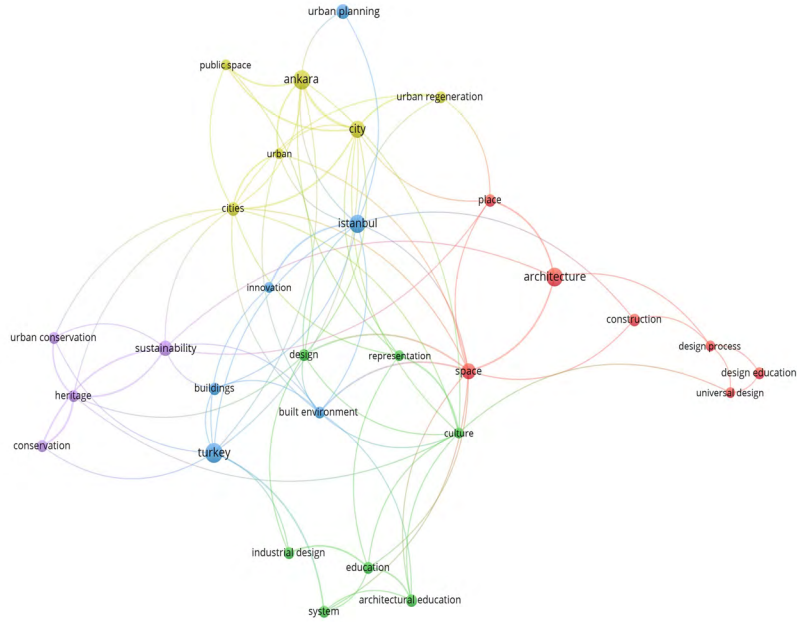 urban planning
public space
ankara
urban regeneration
city
urban
place
cities
istanbul
architecture
innovation
construction
urban conservation
sustainability
design
representation
design process
space
design education
buildings
universal design
heritage
built environment
culture
conservation
turkey
industrial design
education
architectural education
system